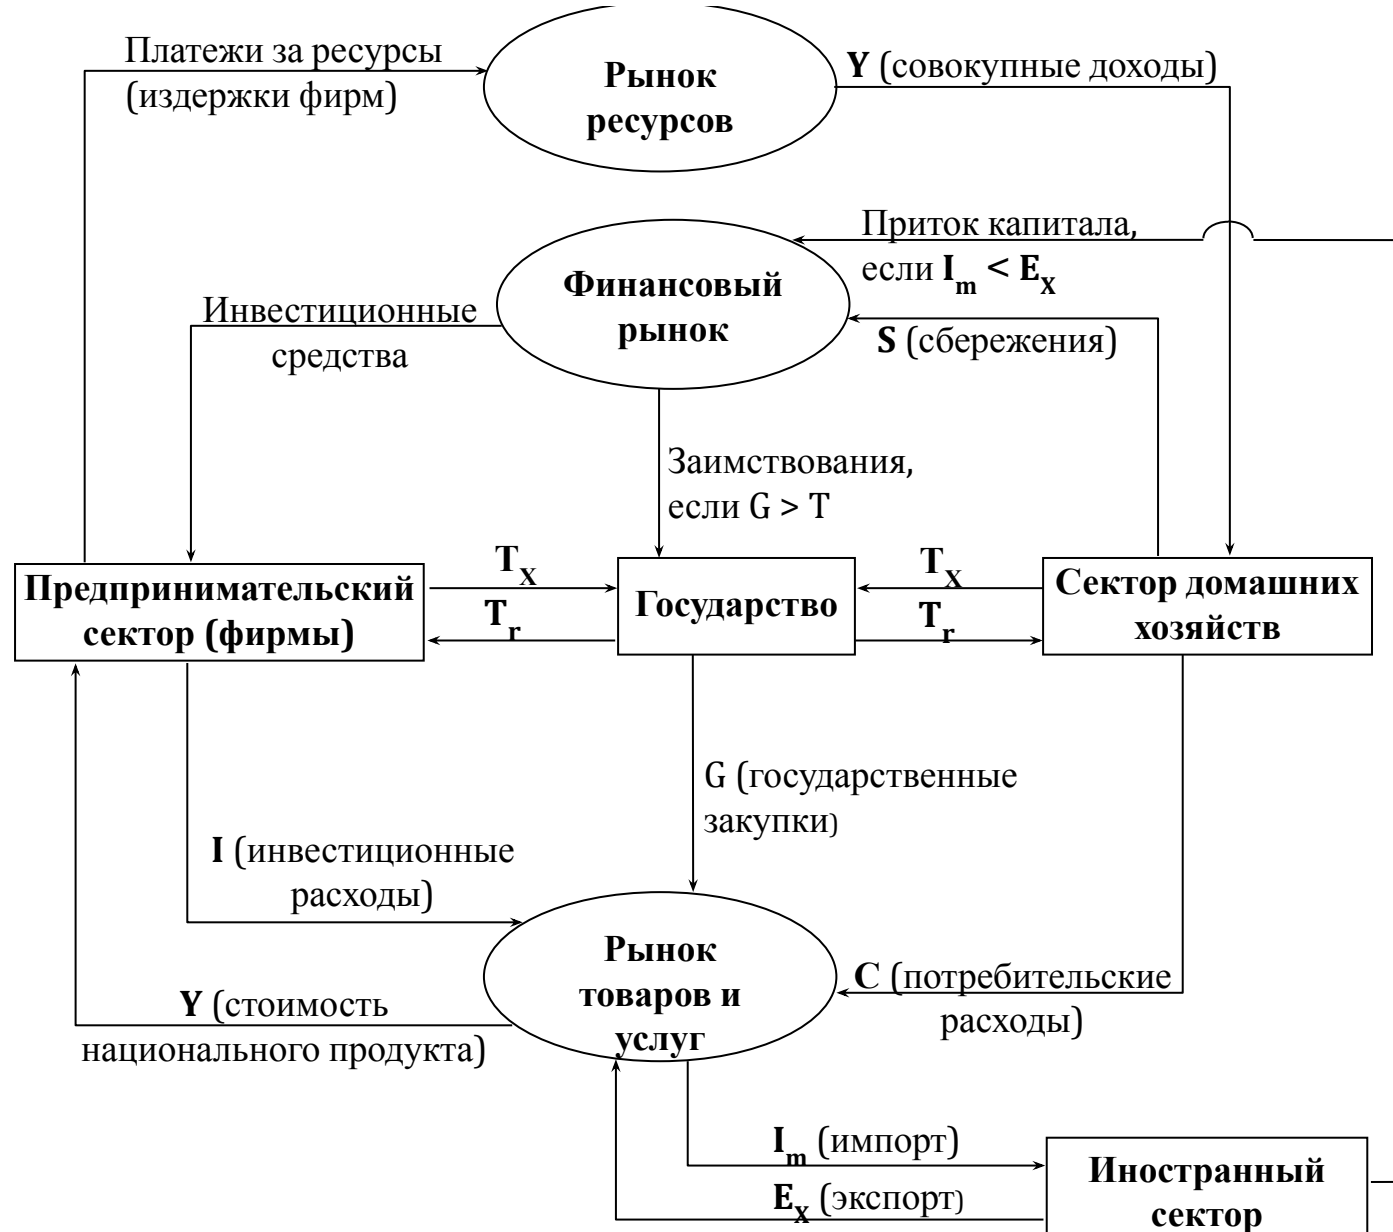 Платежи за ресурсы
(издержки фирм)
Рынок
ресурсов
Y (совокупные доходы)
Приток капитала,
если Im < EX
Финансовый
рынок
Инвестиционные
средства
S (сбережения)
Заимствования,
если G > T
Предпринимательский
сектор (фирмы)
TX
Tr
Государство
TX
Tr
Сектор домашних
хозяйств
G (государственные
закупки)
I (инвестиционные
расходы)
Рынок
товаров и
услуг
C (потребительские
расходы)
Y (стоимость
национального продукта)
Im (импорт)
EX (экспорт)
Иностранный
сектор